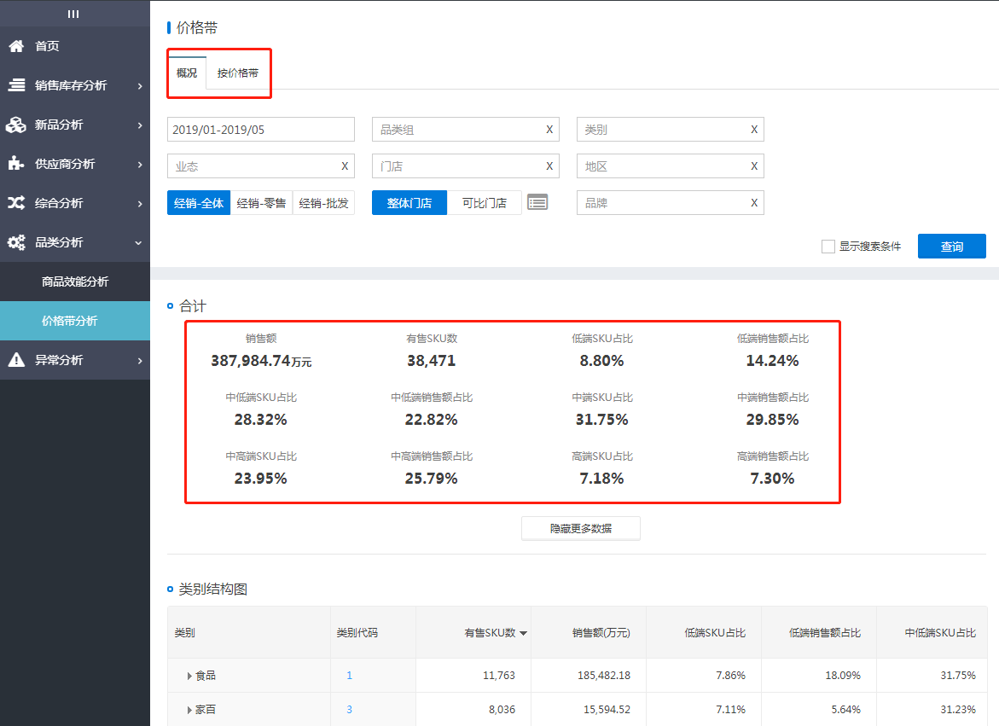 首页
销售库存分析
新品分析
供应商分析
综合分析
品类分析
商品效能分析
价格带分析
异常分析
价格带
概况 按价格带
2019/01-2019/05 品类组 X 类别 X
业态 X 门店 X 地区 X
经销-全体 经销-零售 经销-批发 整体门店 可比门店 品牌 X
显示搜素条件 查询
合计
销售额 有售SKU数 低端SKU占比 低端销售额占比
387,984.74万元 38,471 8.80% 14.24%
中低端SKU占比 中低端销售额占比 中端SKU占比 中端销售额占比
28.32% 22.82% 31.75% 29.85%
中高端SKU占比 中高端销售额占比 高端SKU占比 高端销售额占比
23.95% 25.79% 7.18% 7.30%
隐藏更多数据
类别结构图
类别 类别代码 有售SKU数 销售额(万元) 低端SKU占比 低端销售额占比 中低端SKU占比
食品 1 11,763 185,482.18 7.86% 18.09% 31.75%
家百 3 8,036 15,594.52 7.11% 5.64% 31.23%